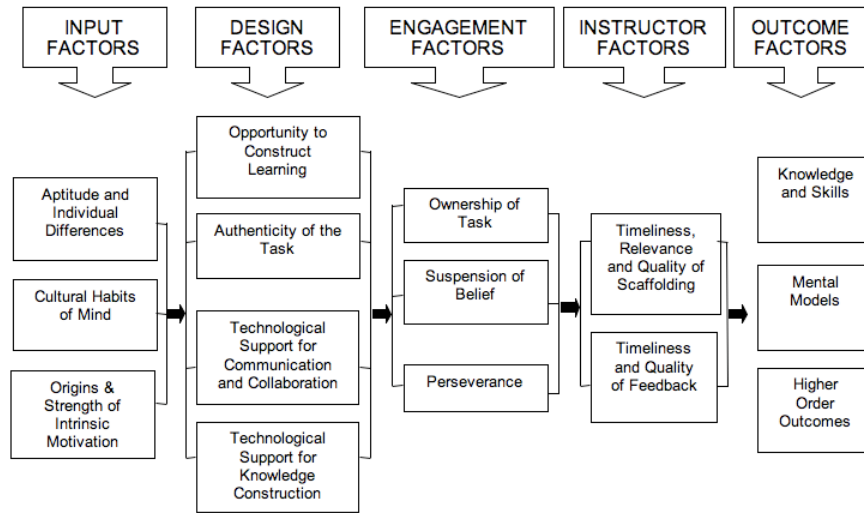 INPUT
FACTORS
DESIGN
FACTORS
ENGAGEMENT
FACTORS
INSTRUCTOR
FACTORS
OUTCOME
FACTORS
Aptitude and
Individual
Differences
Cultural Habits
of Mind
Origins &
Strength of
Intrinsic
Motivation
Opportunity to
Construct
Learning
Authenticity of the
Task
Technological
Support for
Communication
and Collaboration
Technological
Support for
Knowledge
Construction
Ownership of
Task
Suspension of
Belief
Perseverance
Timeliness,
Relevance
and Quality of
Scaffolding
Timeliness
and Quality
of Feedback
Knowledge
and Skills
Mental
Models
Higher
Order
Outcomes